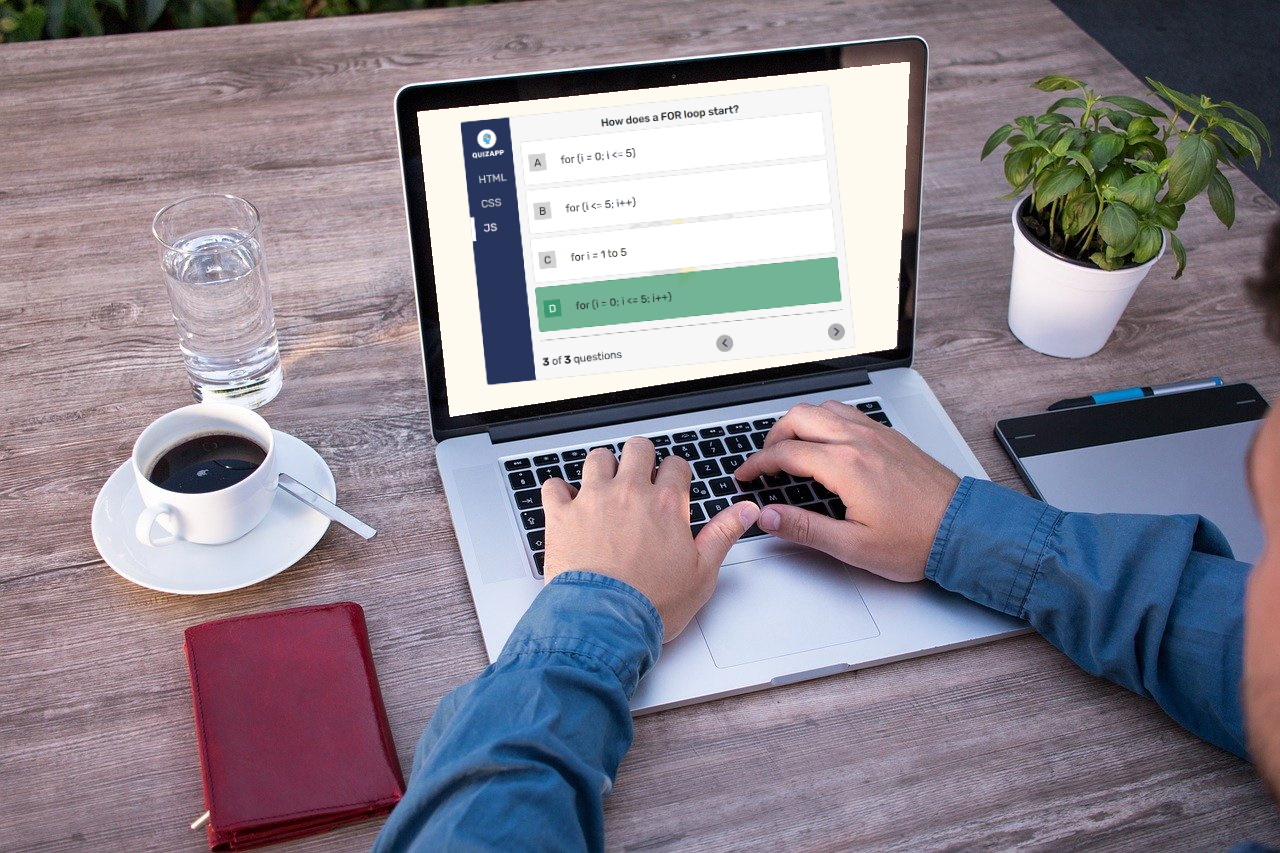 How does a FOR loop start?
QUIZAPP
HTML
CSS
JS
A for (i = 0; i <= 5)
B for (i <= 5; i++)
C for i = 1 to 5
D for (i = 0; i <= 5; i++)
3 of 3 questions